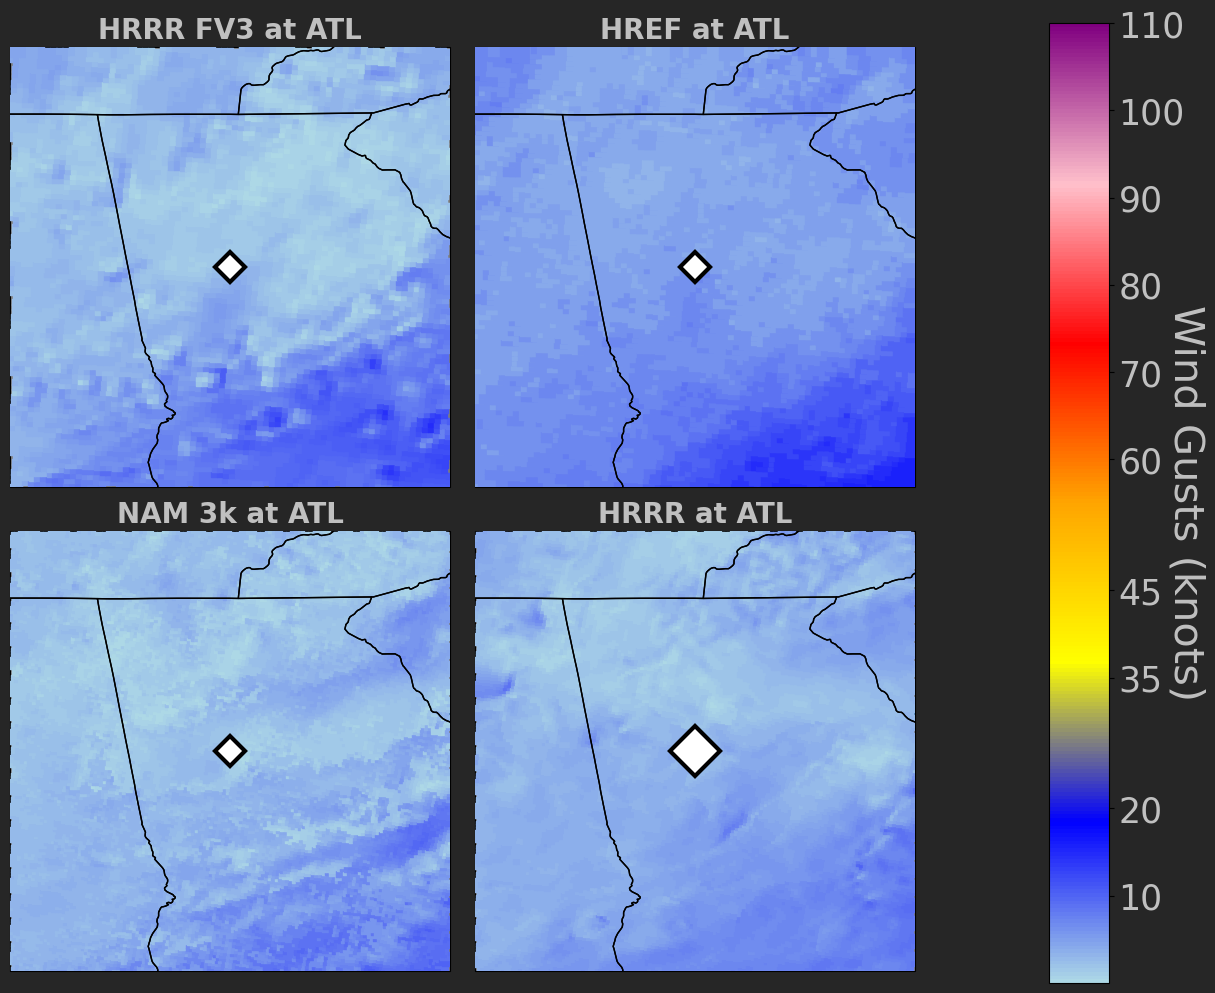 HRRR FV3 at ATL
HREF at ATL
NAM 3k at ATL
HRRR at ATL
110
100
90
80
70
60
45
35
20
10
Wind Gusts (knots)